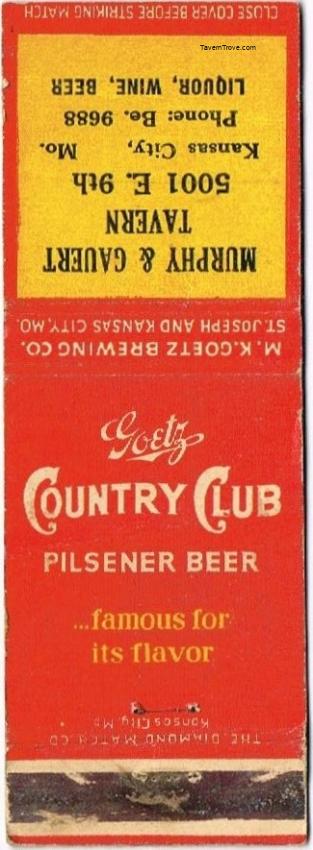 CLOSE COVER BEFORE STRIKING MATCH
TavernTrove.com
MURPHY & GAUERT
TAVERN
5001 E. 9th
Kansas City, Mo.
Phone: Be. 9688
LIQUOR, WINE, BEER
M.K.GOETZ BREWING CO.
ST.JOSEPH AND KANSAS CITY, MO.
Goetz
COUNTRY CLUB
PILSENER BEER
...famous for
its flavor
THE DIAMOND MATCH CO
Kansas City, Mo